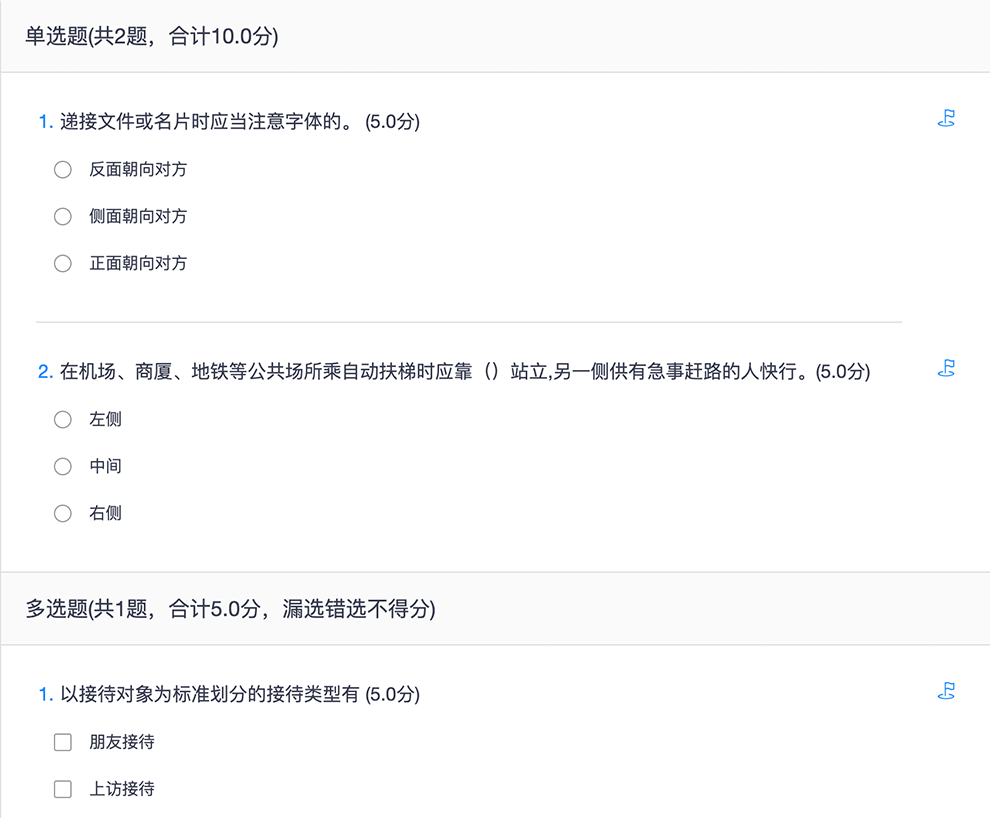 单选题(共2题，合计10.0分)
1. 递接文件或名片时应当注意字体的。 (5.0分)
反面朝向对方
侧面朝向对方
正面朝向对方
2. 在机场、商厦、地铁等公共场所乘自动扶梯时应靠（）站立,另一侧供有急事赶路的人快行。(5.0分)
左侧
中间
右侧
多选题(共1题，合计5.0分，漏选错选不得分)
1. 以接待对象为标准划分的接待类型有 (5.0分)
朋友接待
上访接待